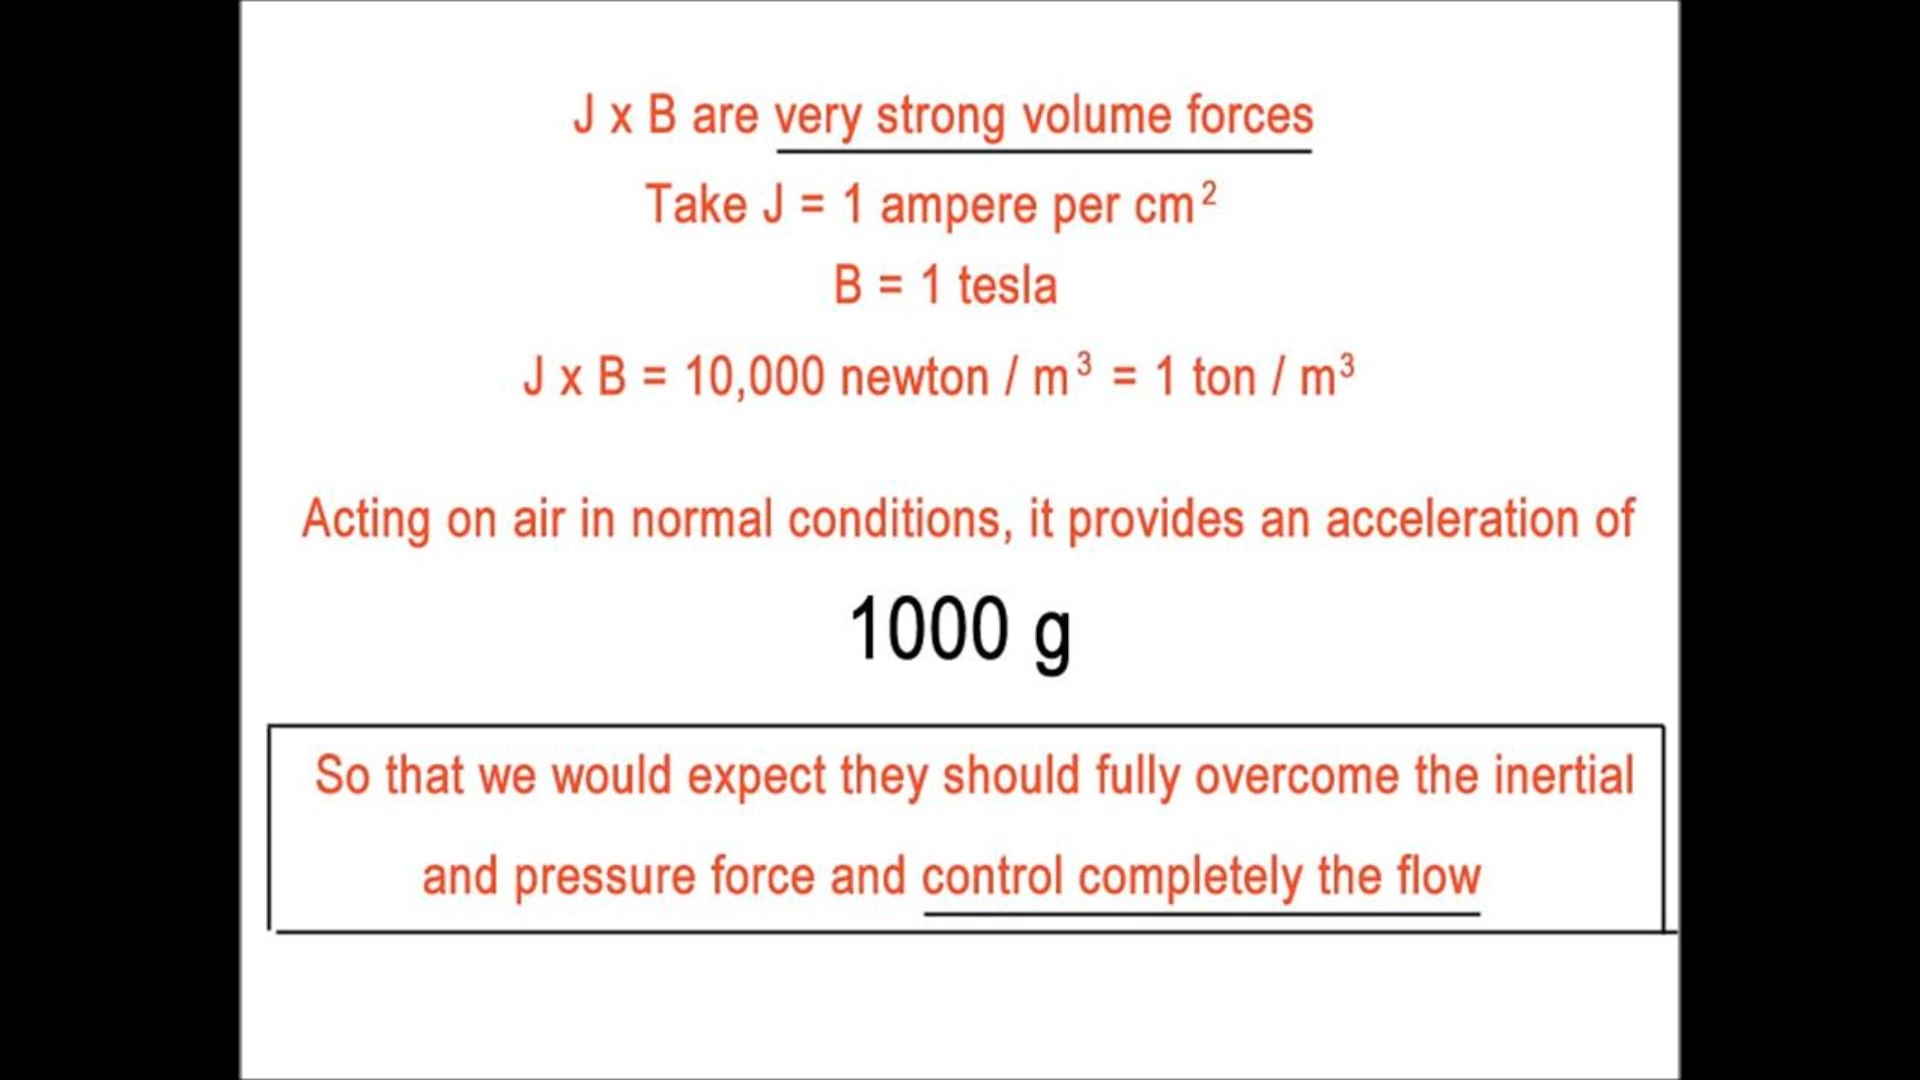 J x B are very strong volume forces
Take J = 1 ampere per cm²
B = 1 tesla
J x B = 10,000 newton / m³ = 1 ton / m³
Acting on air in normal conditions, it provides an acceleration of
1000 g
So that we would expect they should fully overcome the inertial
and pressure force and control completely the flow